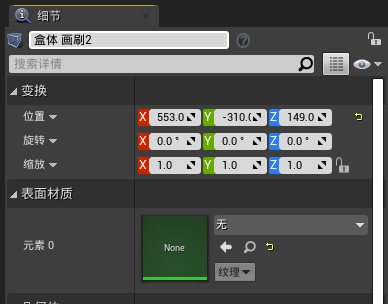 细节
盒体 画刷2
搜索详情
变换
位置 X 553.0 Y -310.0 Z 149.0
旋转 X 0.0 ° Y 0.0 ° Z 0.0 °
缩放 X 1.0 Y 1.0 Z 1.0
表面材质
无
元素 0 None
纹理